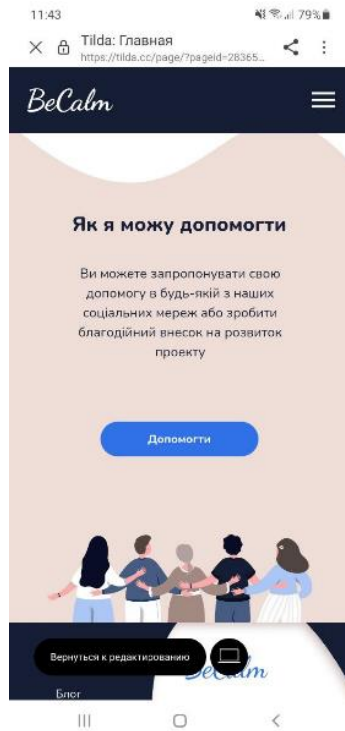 11:43
79%
Tilda: Главная
https://tilda.cc/page/?pageid=28365...
BeCalm
Як я можу допомогти
Ви можете запропонувати свою
допомогу в будь-якій з наших
соціальних мереж або зробити
благодійний внесок на розвиток
проекту
Допомогти
Вернуться к редактированию
BeCalm
Блог